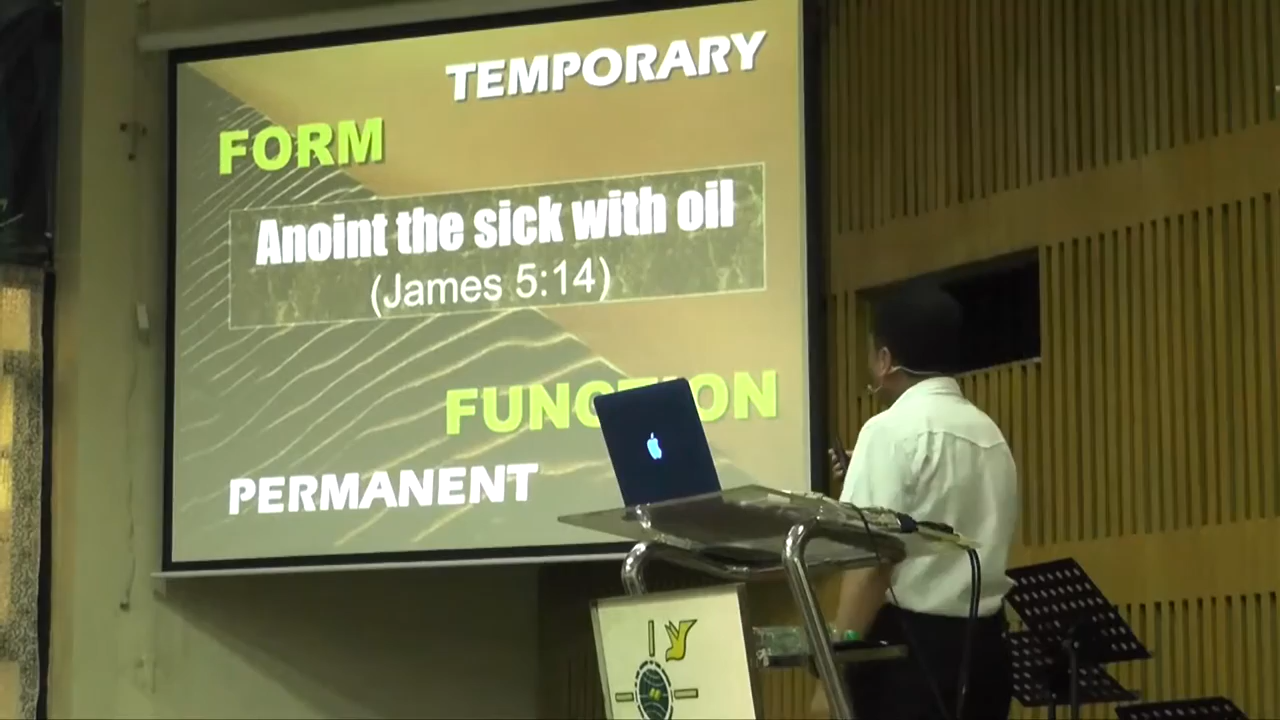 TEMPORARY
FORM
Anoint the sick with oil
(James 5:14)
FUNCTION
PERMANENT